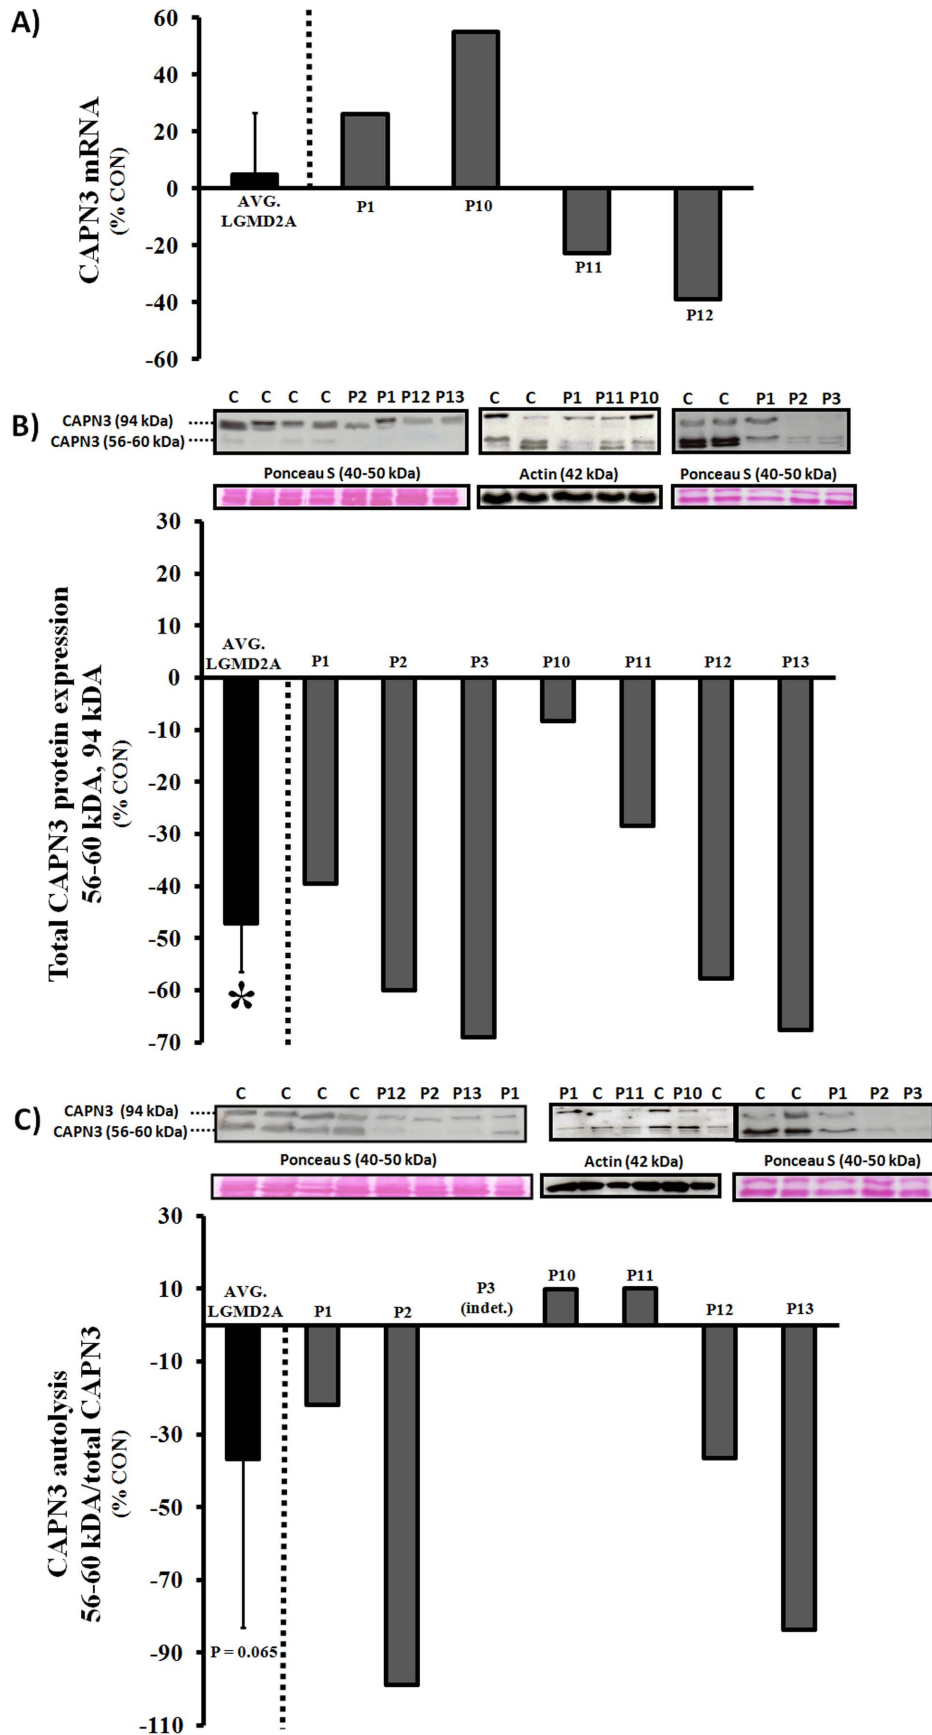 A)
CAPN3 mRNA
(% CON)
60
40
20
0
-20
-40
-60
AVG.
LGMD2A
P1
P10
P11
P12
B)
C C C C P2 P1 P12 P13
C C P1 P11 P10
C C P1 P2 P3
CAPN3 (94 kDa)
CAPN3 (56-60 kDa)
Ponceau S (40-50 kDa)
Actin (42 kDa)
Ponceau S (40-50 kDa)
Total CAPN3 protein expression
56-60 kDA, 94 kDA
(% CON)
30
20
10
0
-10
-20
-30
-40
-50
-60
-70
AVG.
LGMD2A
P1
P2
P3
P10
P11
P12
P13
*
C)
C C C C P12 P2 P13 P1
P1 C P11 C P10 C
C C P1 P2 P3
CAPN3 (94 kDa)
CAPN3 (56-60 kDa)
Ponceau S (40-50 kDa)
Actin (42 kDa)
Ponceau S (40-50 kDa)
CAPN3 autolysis
56-60 kDA/total CAPN3
(% CON)
30
10
-10
-30
-50
-70
-90
-110
AVG.
LGMD2A
P1
P2
P3
(indet.)
P10
P11
P12
P13
P = 0.065